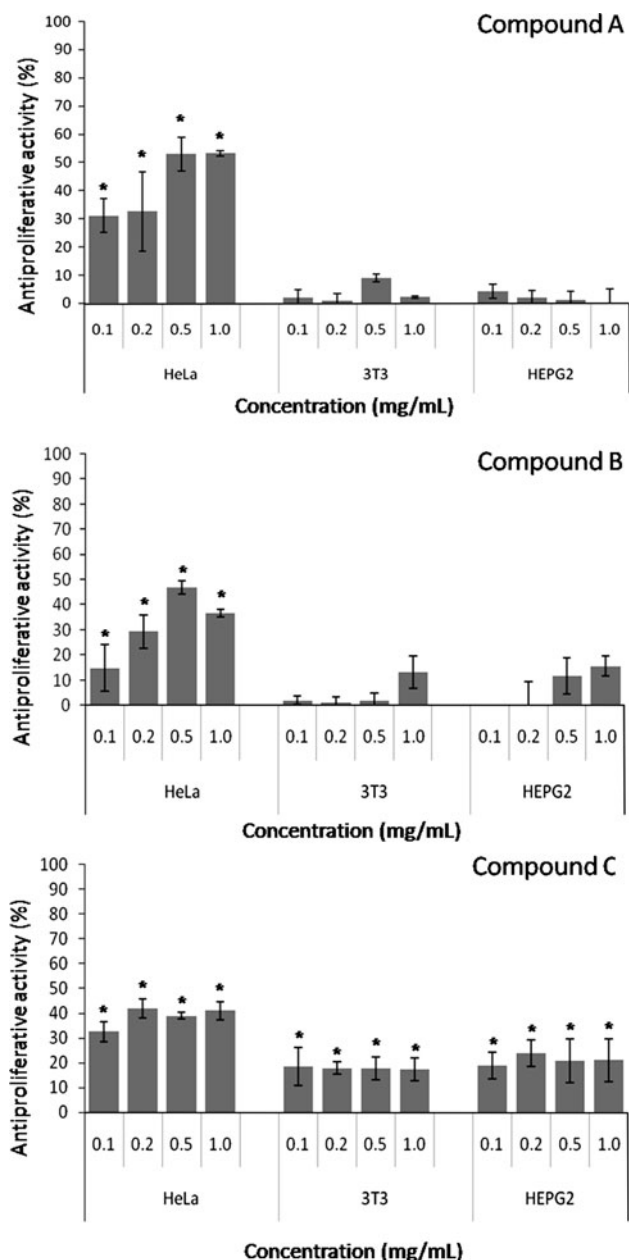 Compound A
Antiproliferative activity (%)
100
90
80
70
60
50
40
30
20
10
0
* * * *
0.1 0.2 0.5 1.0 0.1 0.2 0.5 1.0 0.1 0.2 0.5 1.0
HeLa 3T3 HEPG2
Concentration (mg/mL)
Compound B
Antiproliferative activity (%)
100
90
80
70
60
50
40
30
20
10
0
* * * *
0.1 0.2 0.5 1.0 0.1 0.2 0.5 1.0 0.1 0.2 0.5 1.0
HeLa 3T3 HEPG2
Concentration (mg/mL)
Compound C
Antiproliferative activity (%)
100
90
80
70
60
50
40
30
20
10
0
* * * * * * * * * * * *
0.1 0.2 0.5 1.0 0.1 0.2 0.5 1.0 0.1 0.2 0.5 1.0
HeLa 3T3 HEPG2
Concentration (mg/mL)